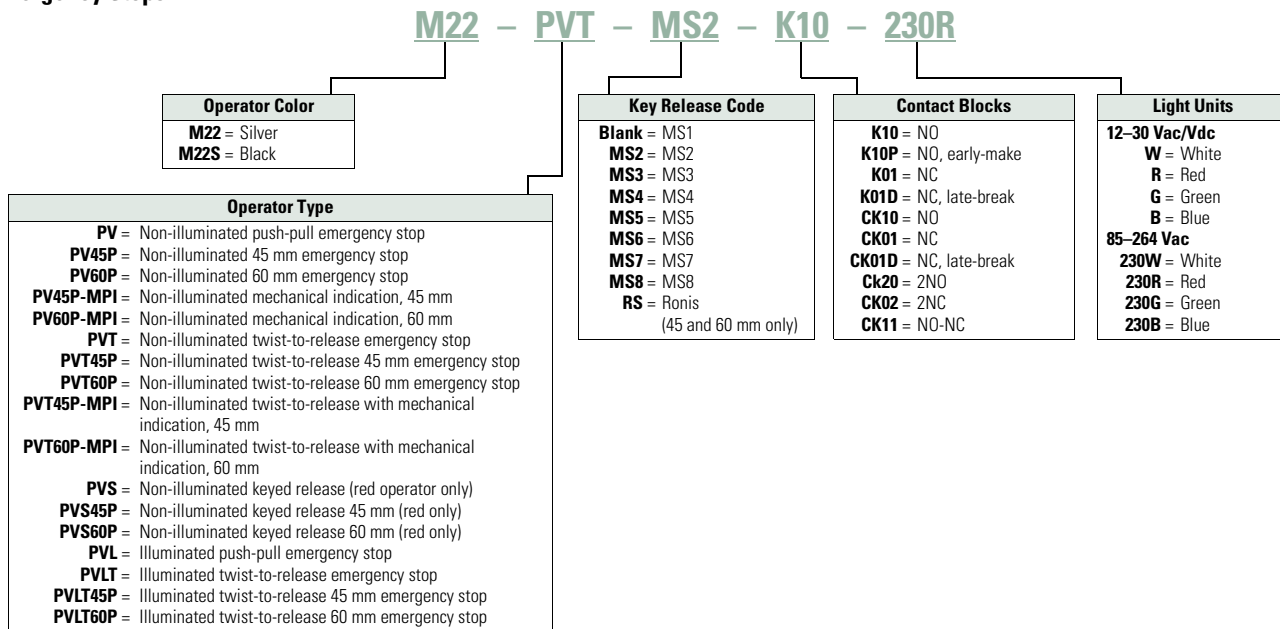 M22 – PVT – MS2 – K10 – 230R
Operator Color
M22 = Silver
M22S = Black
Operator Type
PV = Non-illuminated push-pull emergency stop
PV45P = Non-illuminated 45 mm emergency stop
PV60P = Non-illuminated 60 mm emergency stop
PV45P-MPI = Non-illuminated mechanical indication, 45 mm
PV60P-MPI = Non-illuminated mechanical indication, 60 mm
PVT = Non-illuminated twist-to-release emergency stop
PVT45P = Non-illuminated twist-to-release 45 mm emergency stop
PVT60P = Non-illuminated twist-to-release 60 mm emergency stop
PVT45P-MPI = Non-illuminated twist-to-release with mechanical
indication, 45 mm
PVT60P-MPI = Non-illuminated twist-to-release with mechanical
indication, 60 mm
PVS = Non-illuminated keyed release (red operator only)
PVS45P = Non-illuminated keyed release 45 mm (red only)
PVS60P = Non-illuminated keyed release 60 mm (red only)
PVL = Illuminated push-pull emergency stop
PVLT = Illuminated twist-to-release emergency stop
PVLT45P = Illuminated twist-to-release 45 mm emergency stop
PVLT60P = Illuminated twist-to-release 60 mm emergency stop
Key Release Code
Blank = MS1
MS2 = MS2
MS3 = MS3
MS4 = MS4
MS5 = MS5
MS6 = MS6
MS7 = MS7
MS8 = MS8
RS = Ronis
(45 and 60 mm only)
Contact Blocks
K10 = NO
K10P = NO, early-make
K01 = NC
K01D = NC, late-break
CK10 = NO
CK01 = NC
CK01D = NC, late-break
Ck20 = 2NO
CK02 = 2NC
CK11 = NO-NC
Light Units
12–30 Vac/Vdc
W = White
R = Red
G = Green
B = Blue
85–264 Vac
230W = White
230R = Red
230G = Green
230B = Blue